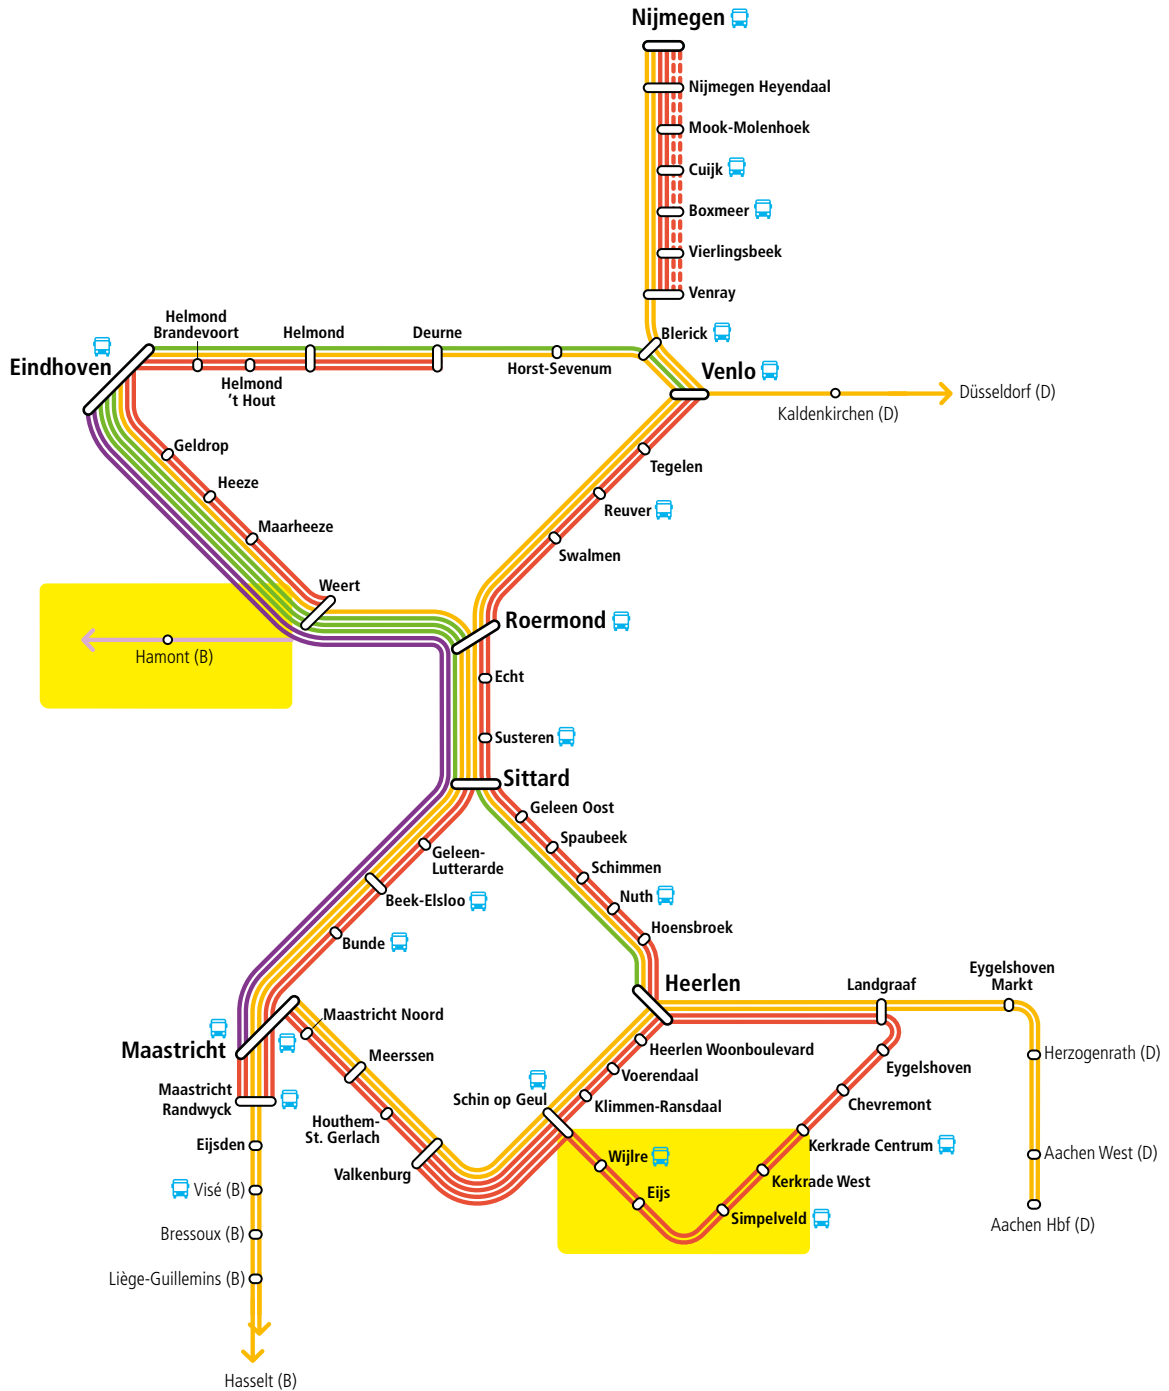 Nijmegen
Nijmegen Heyendaal
Mook-Molenhoek
Cuijk
Boxmeer
Vierlingsbeek
Venray
Blerick
Helmond
Brandevoort
Helmond
Deurne
Eindhoven
Helmond
't Hout
Horst-Sevenum
Venlo
Düsseldorf (D)
Kaldenkirchen (D)
Geldrop
Tegelen
Heeze
Reuver
Maarheeze
Swalmen
Weert
Roermond
Hamont (B)
Echt
Susteren
Sittard
Geleen Oost
Spaubeek
Geleen-
Lutterarde
Schimmen
Beek-Elsloo
Nuth
Bunde
Hoensbroek
Heerlen
Landgraaf
Eygelshoven
Markt
Maastricht Noord
Maastricht
Meerssen
Heerlen Woonboulevard
Herzogenrath (D)
Eygelshoven
Voerendaal
Maastricht
Randwyck
Schin op Geul
Klimmen-Ransdaal
Chevremont
Houthem-
St. Gerlach
Eijsden
Kerkrade Centrum
Wijlre
Aachen West (D)
Valkenburg
Kerkrade West
Visé (B)
Eijs
Simpelveld
Aachen Hbf (D)
Bressoux (B)
Liège-Guillemins (B)
Hasselt (B)